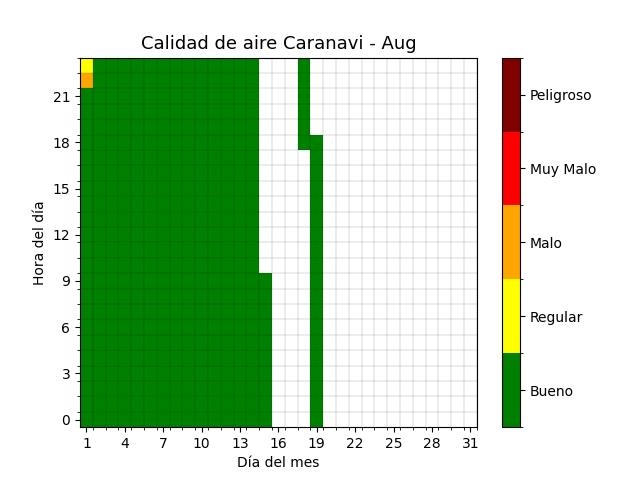 Calidad de aire Caranavi - Aug
Hora del día
21
18
15
12
9
6
3
0
1 4 7 10 13 16 19 22 25 28 31
Día del mes
Peligroso
Muy Malo
Malo
Regular
Bueno